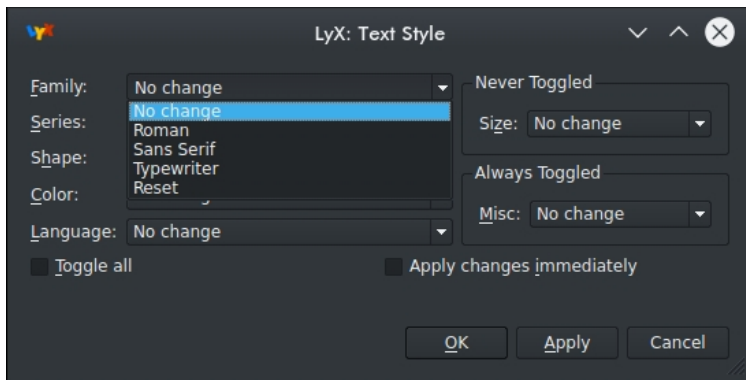 LyX: Text Style
Family: No change
No change
Roman
Sans Serif
Typewriter
Reset
Series:
Shape:
Color:
Language: No change
Never Toggled
Size: No change
Always Toggled
Misc: No change
Toggle all
Apply changes immediately
OK Apply Cancel